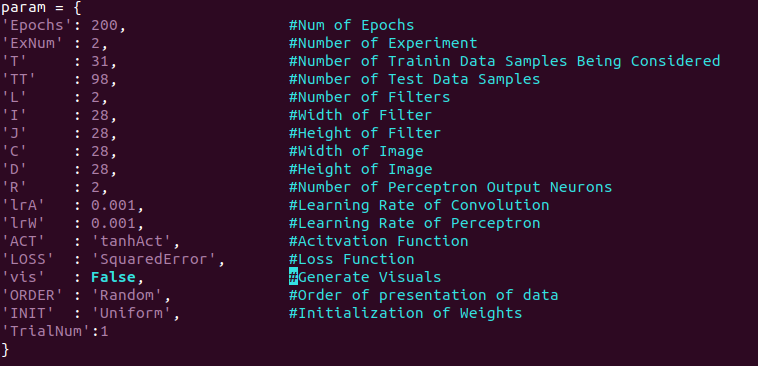 param = {
'Epochs': 200, #Num of Epochs
'ExNum' : 2, #Number of Experiment
'T' : 31, #Number of Trainin Data Samples Being Considered
'TT' : 98, #Number of Test Data Samples
'L' : 2, #Number of Filters
'I' : 28, #Width of Filter
'J' : 28, #Height of Filter
'C' : 28, #Width of Image
'D' : 28, #Height of Image
'R' : 2, #Number of Perceptron Output Neurons
'lrA' : 0.001, #Learning Rate of Convolution
'lrW' : 0.001, #Learning Rate of Perceptron
'ACT' : 'tanhAct', #Acitvation Function
'LOSS' : 'SquaredError', #Loss Function
'vis' : False, #Generate Visuals
'ORDER' : 'Random', #Order of presentation of data
'INIT' : 'Uniform', #Initialization of Weights
'TrialNum':1
}